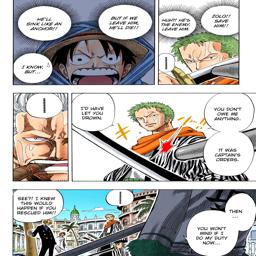 HE'LL
SINK LIKE AN
ANCHOR!!
BUT IF WE
LEAVE HIM,
HE'LL DIE!!
I KNOW,
BUT...
HUH!? HE'S
THE ENEMY,
LEAVE HIM.
ZOLO!!
SAVE
HIM!!
I'D HAVE
LET YOU
DROWN.
YOU DON'T
OWE ME
ANYTHING.
IT WAS
CAPTAIN'S
ORDERS.
SEE?! I KNEW
THIS WOULD
HAPPEN IF YOU
RESCUED HIM!!
THEN
...
YOU WON'T
MIND IF I
DO MY DUTY
NOW...